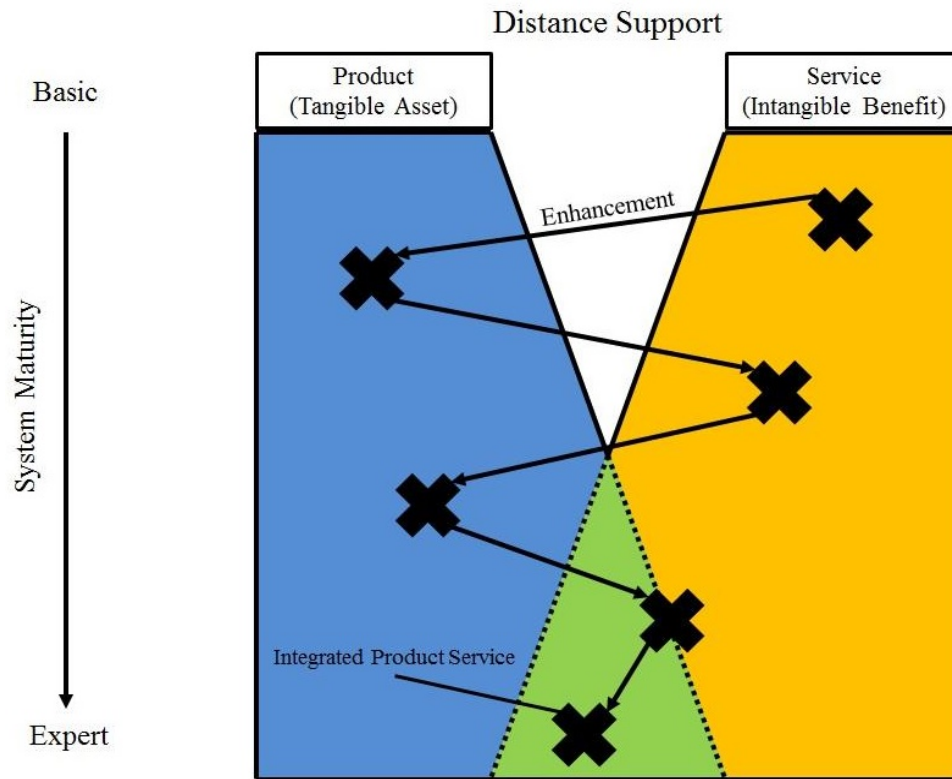 Distance Support
Basic
Product
(Tangible Asset)
Service
(Intangible Benefit)
Enhancement
System Maturity
Integrated Product Service
Expert